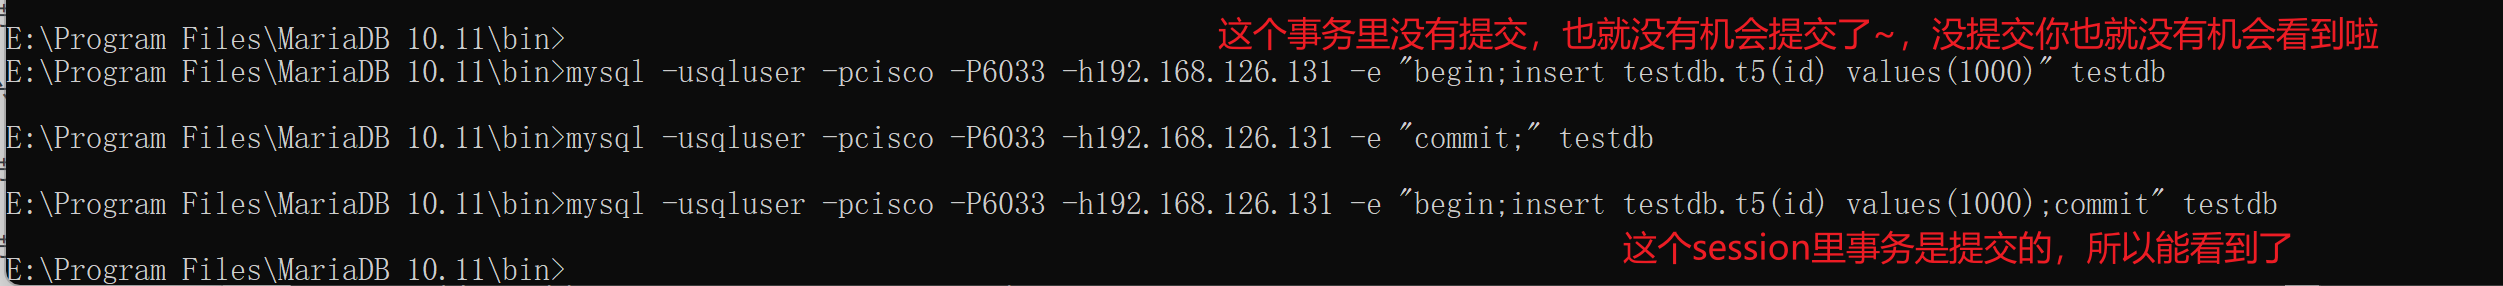 这个事务里没有提交，也就没有机会提交了~，没提交你也就没有机会看到啦
E:\Program Files\MariaDB 10.11\bin>
E:\Program Files\MariaDB 10.11\bin>mysql -usqluser -pcisco -P6033 -h192.168.126.131 -e "begin;insert testdb.t5(id) values(1000)" testdb
E:\Program Files\MariaDB 10.11\bin>mysql -usqluser -pcisco -P6033 -h192.168.126.131 -e "commit;" testdb
E:\Program Files\MariaDB 10.11\bin>mysql -usqluser -pcisco -P6033 -h192.168.126.131 -e "begin;insert testdb.t5(id) values(1000);commit" testdb
这个session里事务是提交的，所以能看到了
E:\Program Files\MariaDB 10.11\bin>